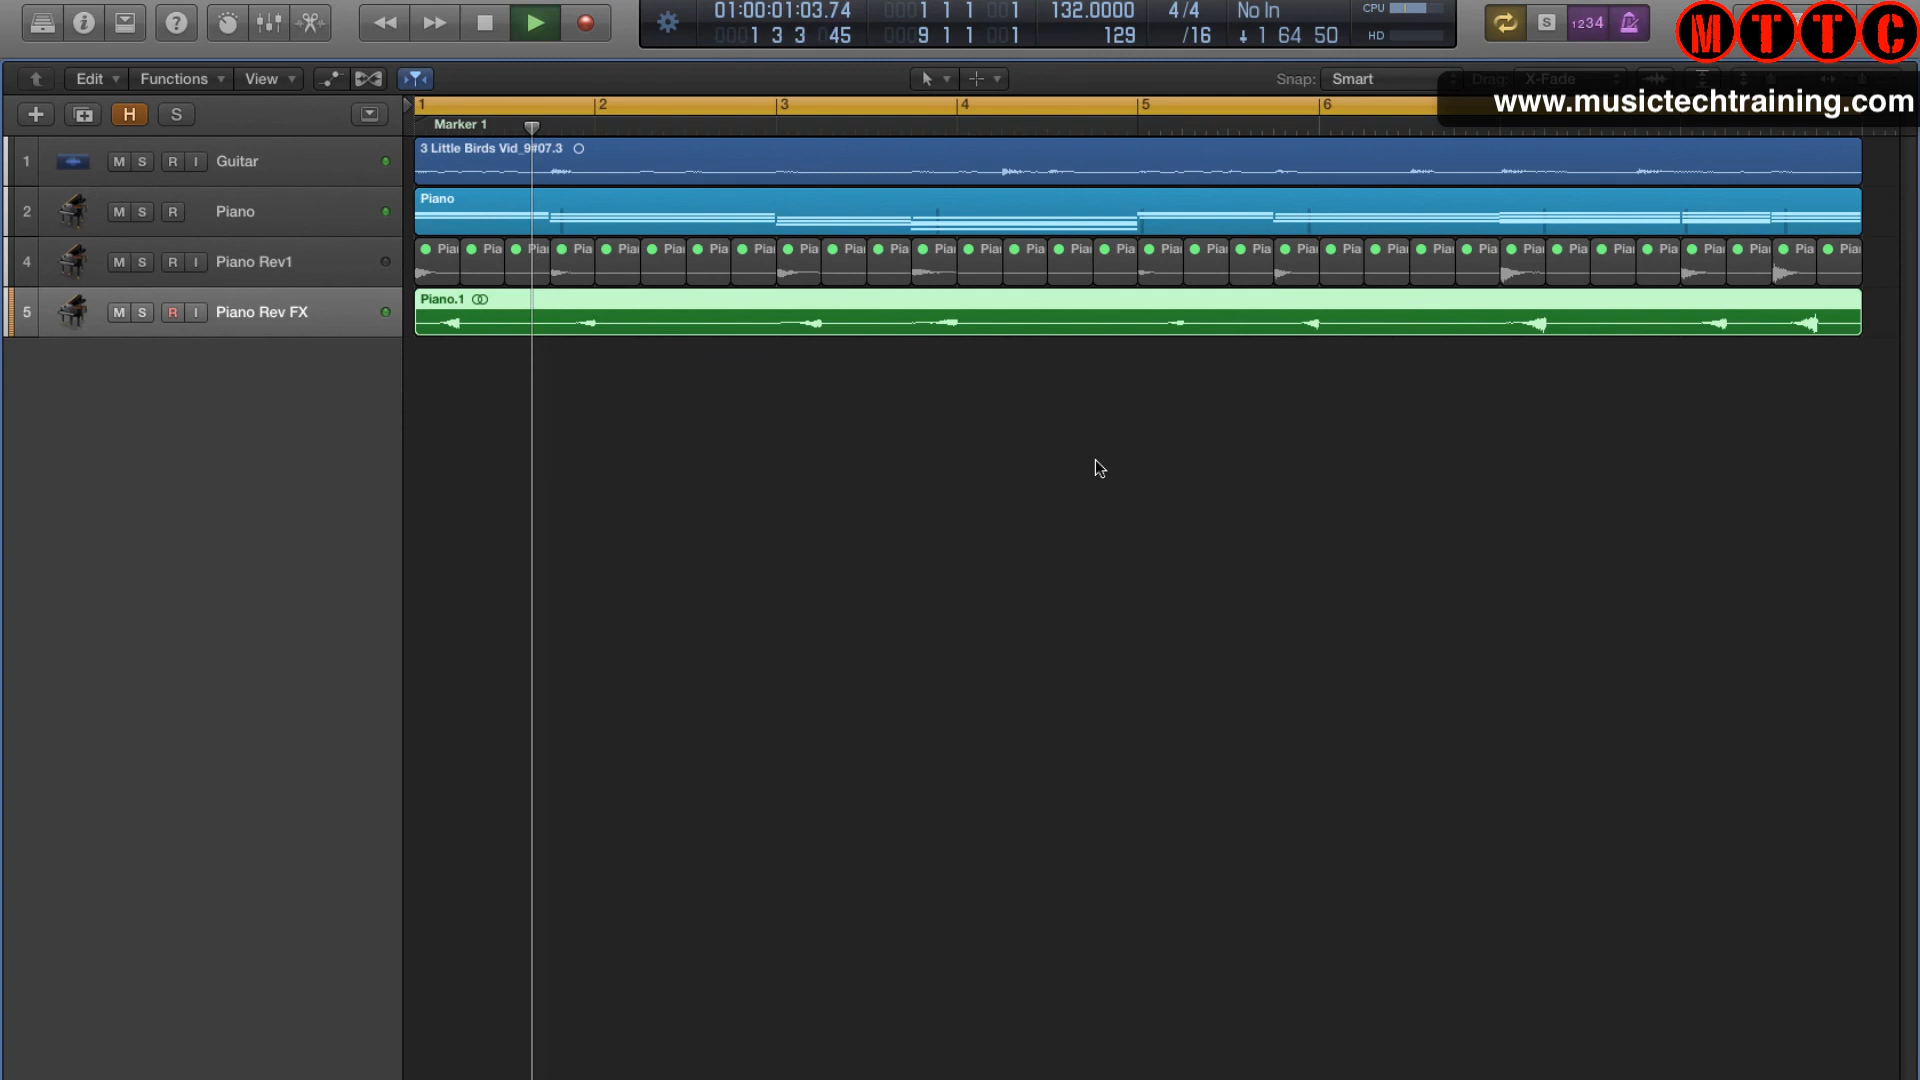 01:00:01:03.74
0001 1 1 001
132.0000
4/4
No In
CPU
S
1234
MTTC
0001 3 3 045
0009 1 1 001
129
/16
1 64 50
HD
Edit
Functions
View
Snap: Smart
Drag: X-Fade
www.musictechtraining.com
H
S
1
2
3
4
5
6
Marker 1
1
M S R I
Guitar
3 Little Birds Vid_9#07.3
2
M S R
Piano
Piano
4
M S R I
Piano Rev1
5
M S R I
Piano Rev FX
Piano.1